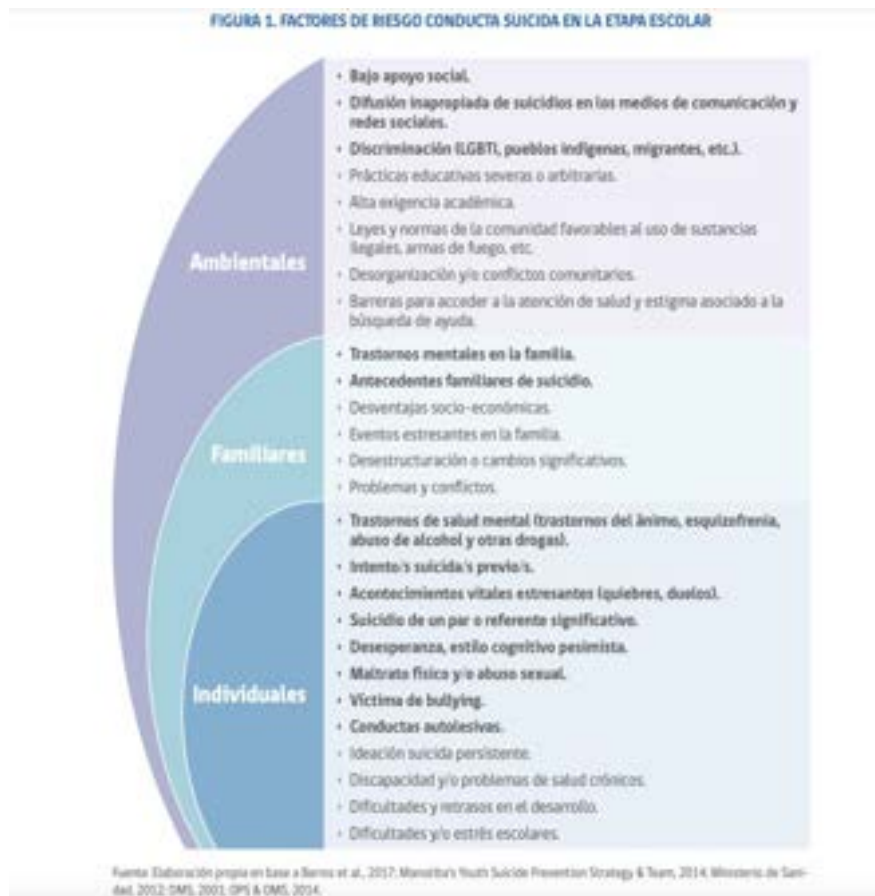 FIGURA 1. FACTORES DE RIESGO CONDUCTA SUICIDA EN LA ETAPA ESCOLAR
Ambientales
• Bajo apoyo social.
• Difusión inapropiada de suicidios en los medios de comunicación y
redes sociales.
• Discriminación (LGBTI, pueblos indígenas, migrantes, etc.).
• Prácticas educativas severas o arbitrarias.
• Alta exigencia académica.
• Leyes y normas de la comunidad favorables al uso de sustancias
ilegales, armas de fuego, etc.
• Desorganización y/o conflictos comunitarios.
• Barreras para acceder a la atención de salud y estigma asociado a la
búsqueda de ayuda.
Familiares
• Trastornos mentales en la familia.
• Antecedentes familiares de suicidio.
• Desventajas socio-económicas.
• Eventos estresantes en la familia.
• Desestructuración o cambios significativos.
• Problemas y conflictos.
Individuales
• Trastornos de salud mental (trastornos del ánimo, esquizofrenia,
abuso de alcohol y otras drogas).
• Intento/s suicida/s previo/s.
• Acontecimientos vitales estresantes (quiebres, duelos).
• Suicidio de un par o referente significativo.
• Desesperanza, estilo cognitivo pesimista.
• Maltrato físico y/o abuso sexual.
• Víctima de bullying.
• Conductas autolesivas.
• Ideación suicida persistente.
• Discapacidad y/o problemas de salud crónicos.
• Dificultades y retrasos en el desarrollo.
• Dificultades y/o estrés escolares.
Fuente: Elaboración propia en base a et al., 2017; Manitoba's Youth Suicide Prevention Strategy & Team, 2014; Ministerio de Sani-
dad, 2012; OMS, 2001; OPS & OMS, 2014.